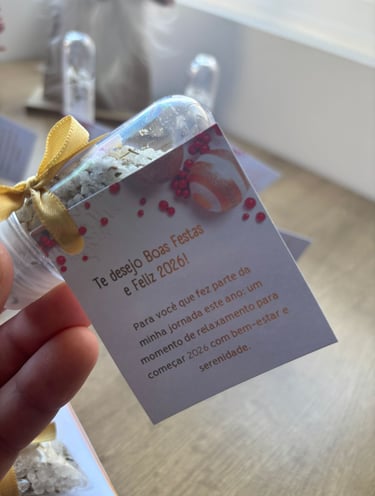 Te desejo Boas Festas
e Feliz 2026!
Para você que fez parte da
minha jornada este ano: um
momento de relaxamento para
começar 2026 com bem-estar e
serenidade.